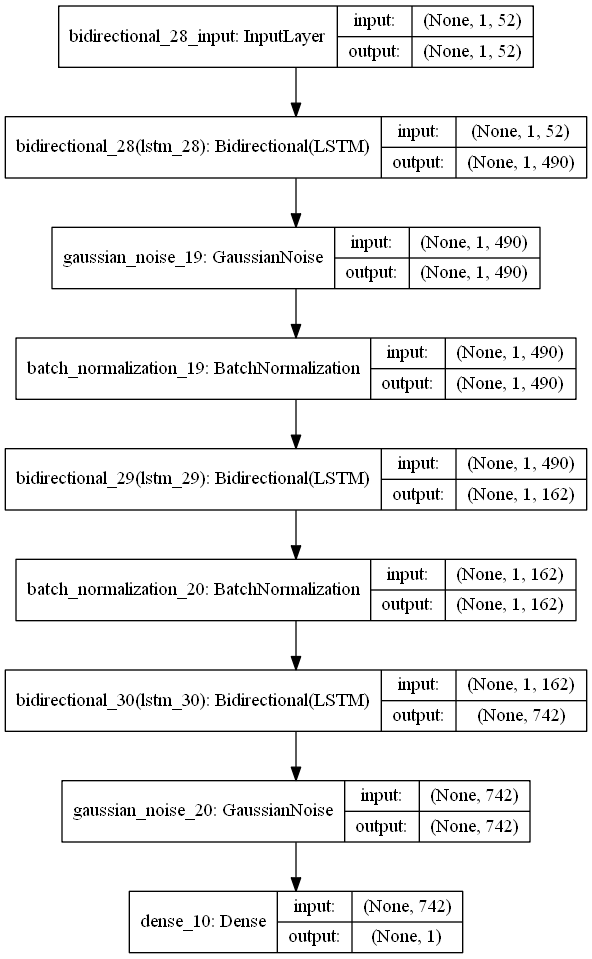 bidirectional_28_input: InputLayer
input: (None, 1, 52)
output: (None, 1, 52)
bidirectional_28(lstm_28): Bidirectional(LSTM)
input: (None, 1, 52)
output: (None, 1, 490)
gaussian_noise_19: GaussianNoise
input: (None, 1, 490)
output: (None, 1, 490)
batch_normalization_19: BatchNormalization
input: (None, 1, 490)
output: (None, 1, 490)
bidirectional_29(lstm_29): Bidirectional(LSTM)
input: (None, 1, 490)
output: (None, 1, 162)
batch_normalization_20: BatchNormalization
input: (None, 1, 162)
output: (None, 1, 162)
bidirectional_30(lstm_30): Bidirectional(LSTM)
input: (None, 1, 162)
output: (None, 742)
gaussian_noise_20: GaussianNoise
input: (None, 742)
output: (None, 742)
dense_10: Dense
input: (None, 742)
output: (None, 1)